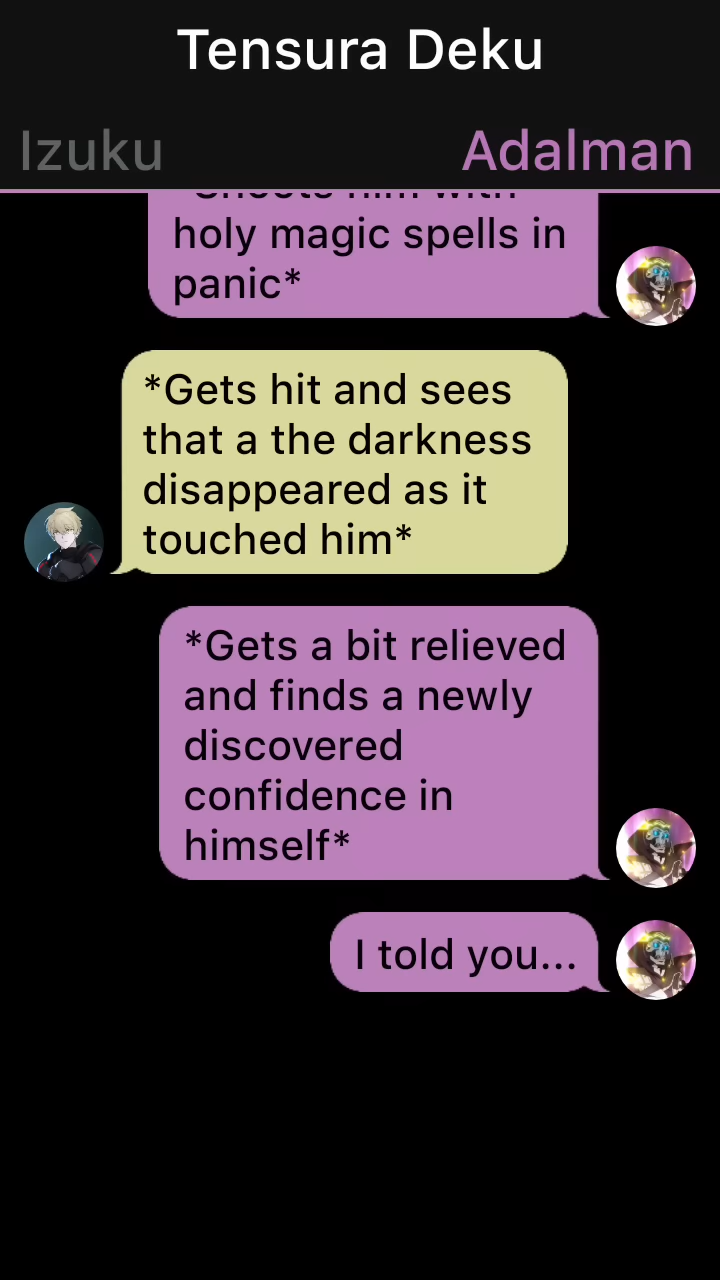 Tensura Deku
Izuku
Adalman
holy magic spells in
panic*
*Gets hit and sees
that a the darkness
disappeared as it
touched him*
*Gets a bit relieved
and finds a newly
discovered
confidence in
himself*
I told you...